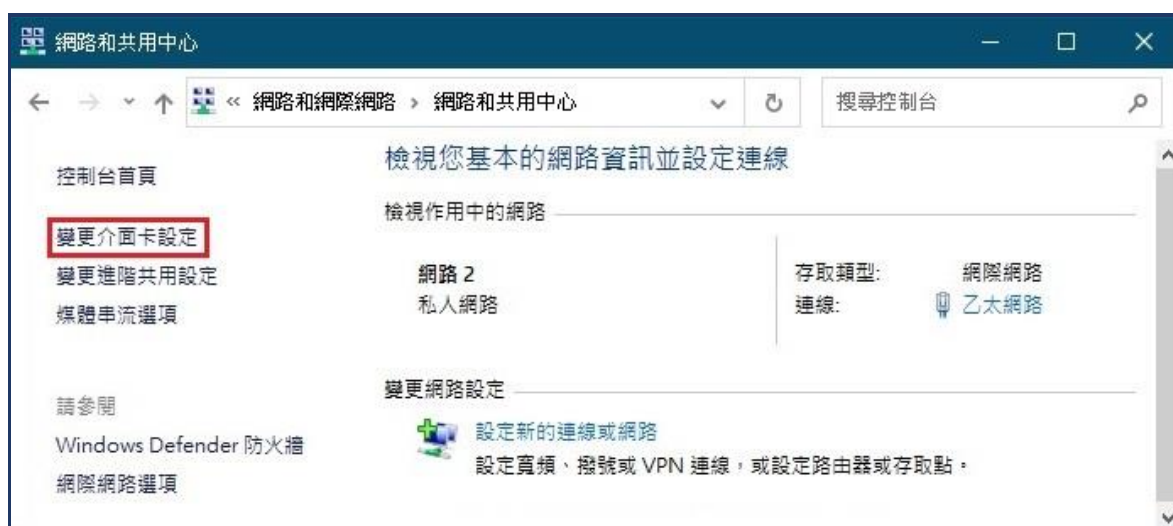 網路和共用中心
« 網路和網際網路 › 網路和共用中心
搜尋控制台
控制台首頁
變更介面卡設定
變更進階共用設定
媒體串流選項
請參閱
Windows Defender 防火牆
網際網路選項
檢視您基本的網路資訊並設定連線
檢視作用中的網路
網路 2
私人網路
存取類型: 網際網路
連線: 乙太網路
變更網路設定
設定新的連線或網路
設定寬頻、撥號或 VPN 連線，或設定路由器或存取點。